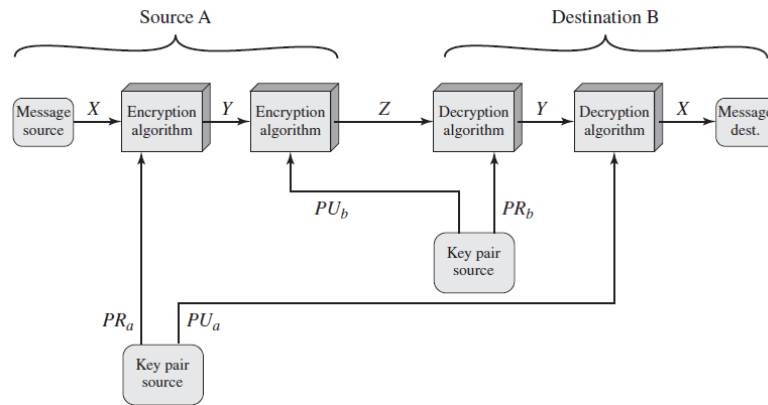 Source A
Destination B
Message
source
X
Encryption
algorithm
Y
Encryption
algorithm
Z
Decryption
algorithm
Y
Decryption
algorithm
X
Message
dest.
PUb
PRb
Key pair
source
PRa
PUa
Key pair
source